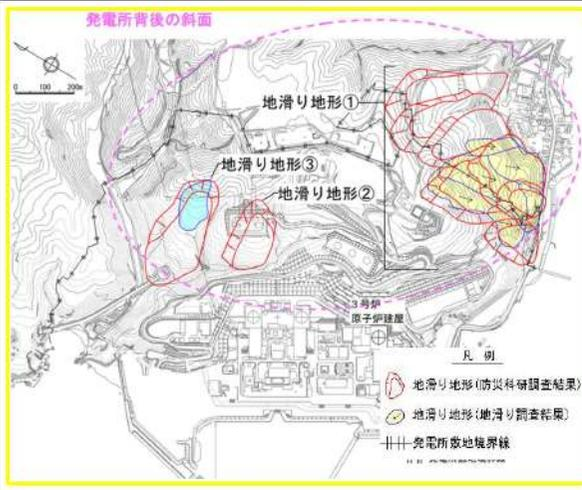 発電所背後の斜面
0 100 200m
地滑り地形①
地滑り地形③
地滑り地形②
3号炉
原子炉建屋
凡 例
地滑り地形(防災科研調査結果)
地滑り地形(地滑り調査結果)
発電所敷地境界線